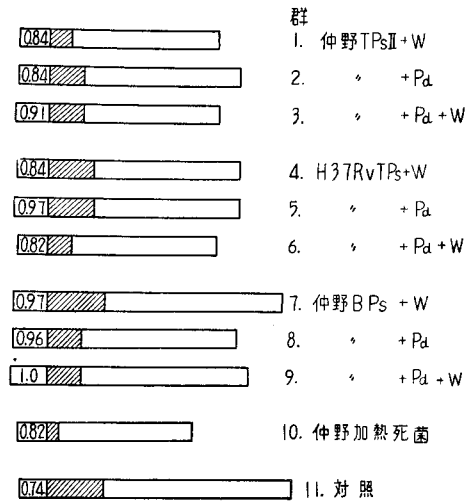 群
0.84 1. 仲野TPsII+W
0.84 2. 〃 +Pd
0.91 3. 〃 +Pd+W
0.84 4. H37RvTPs+W
0.97 5. 〃 +Pd
0.82 6. 〃 +Pd+W
0.97 7. 仲野BPs +W
0.96 8. 〃 +Pd
1.0 9. 〃 +Pd+W
0.82 10. 仲野加熱死菌
0.74 11. 対照